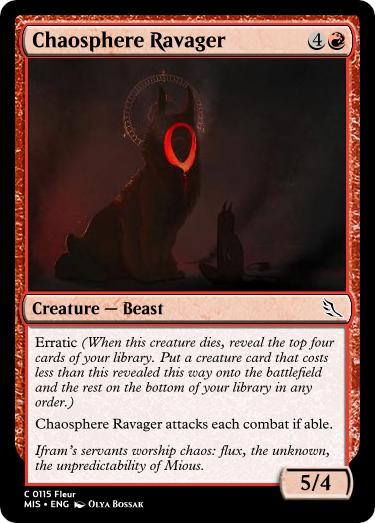 Chaosphere Ravager 4
Creature — Beast
Erratic (When this creature dies, reveal the top four
cards of your library. Put a creature card that costs
less than this revealed this way onto the battlefield
and the rest on the bottom of your library in any
order.)
Chaosphere Ravager attacks each combat if able.
Ifram's servants worship chaos: flux, the unknown,
the unpredictability of Mious.
5/4
C 0115 Fleur
MIS • ENG Olya Bossak